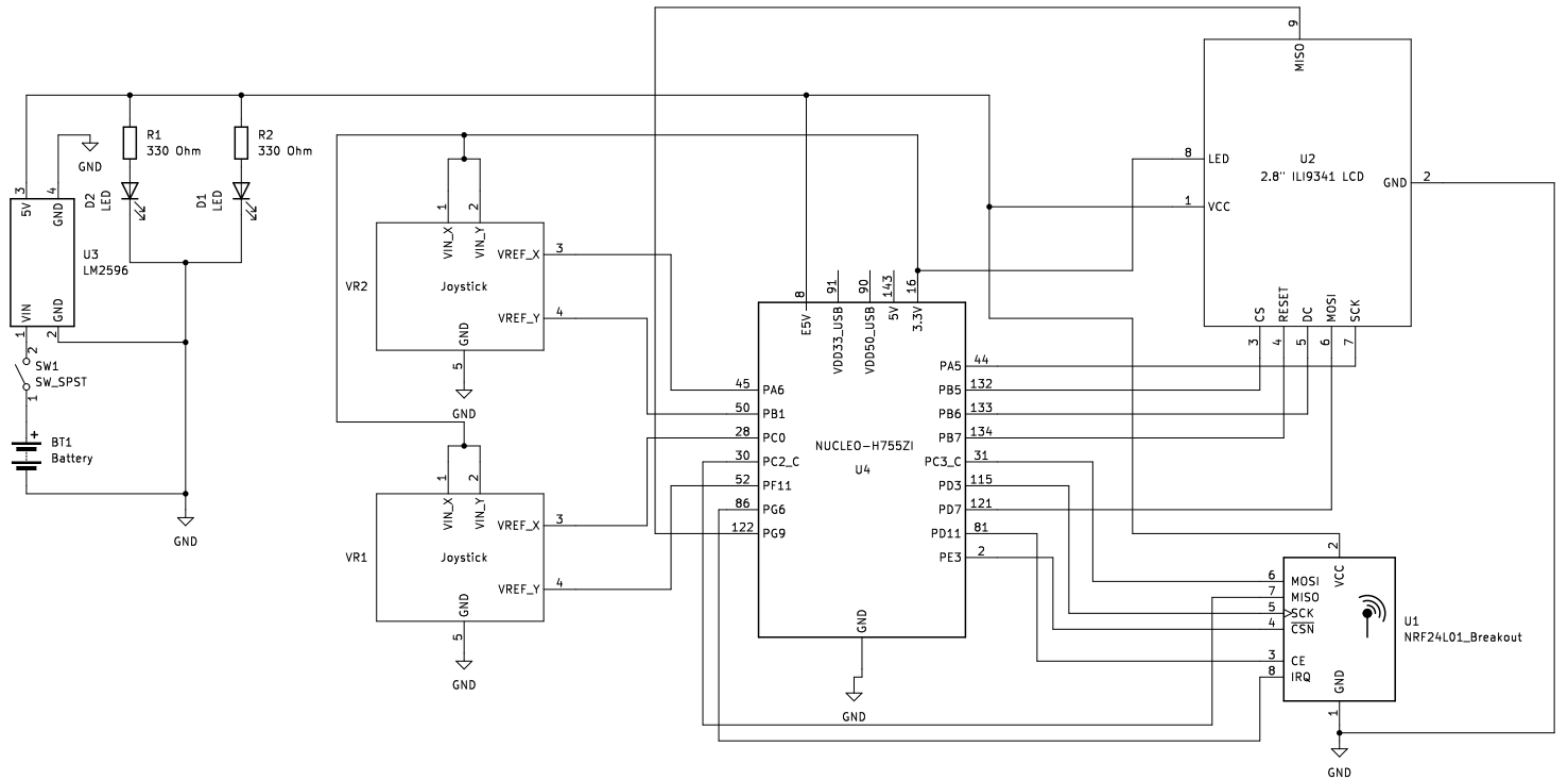 9
MISO
R1
330 Ohm
R2
330 Ohm
GND
3
4
5V
GND
D2
LED
D1
LED
U3
LM2596
VIN
GND
1
2
2
SW1
SW_SPST
1
+
BT1
Battery
GND
1
2
VIN_X
VIN_Y
VREF_X
3
VR2
Joystick
VREF_Y
4
GND
5
GND
1
2
VIN_X
VIN_Y
VREF_X
3
VR1
Joystick
VREF_Y
4
GND
5
GND
8
91
90
143
16
E5V
VDD33_USB
VDD50_USB
5V
3.3V
45
PA6
50
PB1
28
PC0
30
PC2_C
52
PF11
86
PG6
122
PG9
NUCLEO-H755ZI
U4
PA5
44
PB5
132
PB6
133
PB7
134
PC3_C
31
PD3
115
PD7
121
PD11
81
PE3
2
GND
GND
8
LED
U2
2.8" ILI9341 LCD
GND
2
1
VCC
CS
RESET
DC
MOSI
SCK
3
4
5
6
7
2
VCC
6
MOSI
7
MISO
5
SCK
4
CSN
3
CE
8
IRQ
U1
NRF24L01_Breakout
GND
1
GND